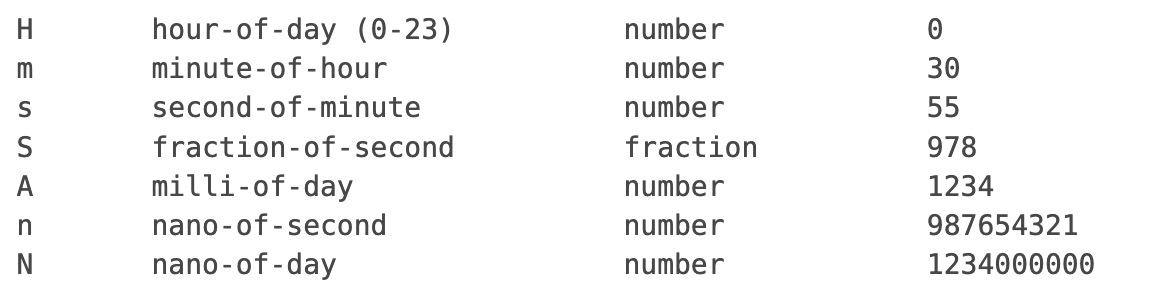 H hour-of-day (0-23) number 0
m minute-of-hour number 30
s second-of-minute number 55
S fraction-of-second fraction 978
A milli-of-day number 1234
n nano-of-second number 987654321
N nano-of-day number 1234000000